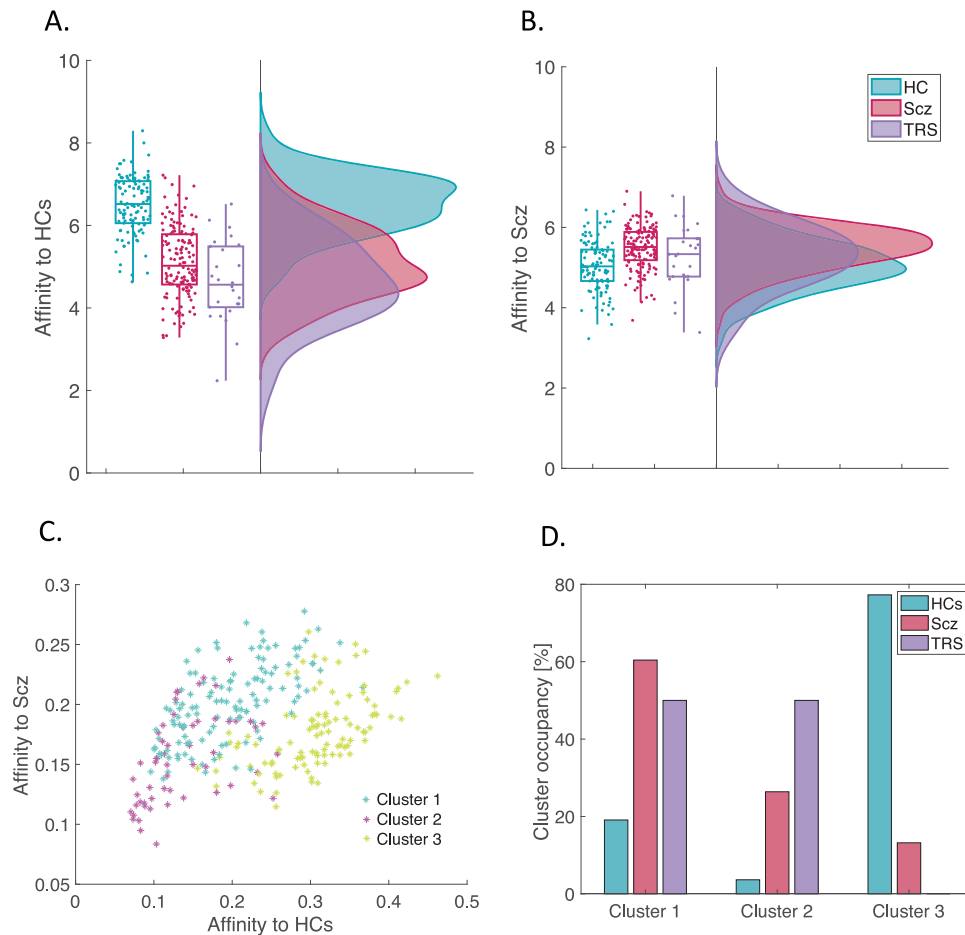 A.
10
8
6
4
2
0
Affinity to HCs
B.
10
8
6
4
2
0
Affinity to Scz
HC
Scz
TRS
C.
0.3
0.25
0.2
0.15
0.1
0.05
Affinity to Scz
0
0.1
0.2
0.3
0.4
0.5
Affinity to HCs
Cluster 1
Cluster 2
Cluster 3
D.
80
60
40
20
0
Cluster occupancy [%]
HCs
Scz
TRS
Cluster 1
Cluster 2
Cluster 3